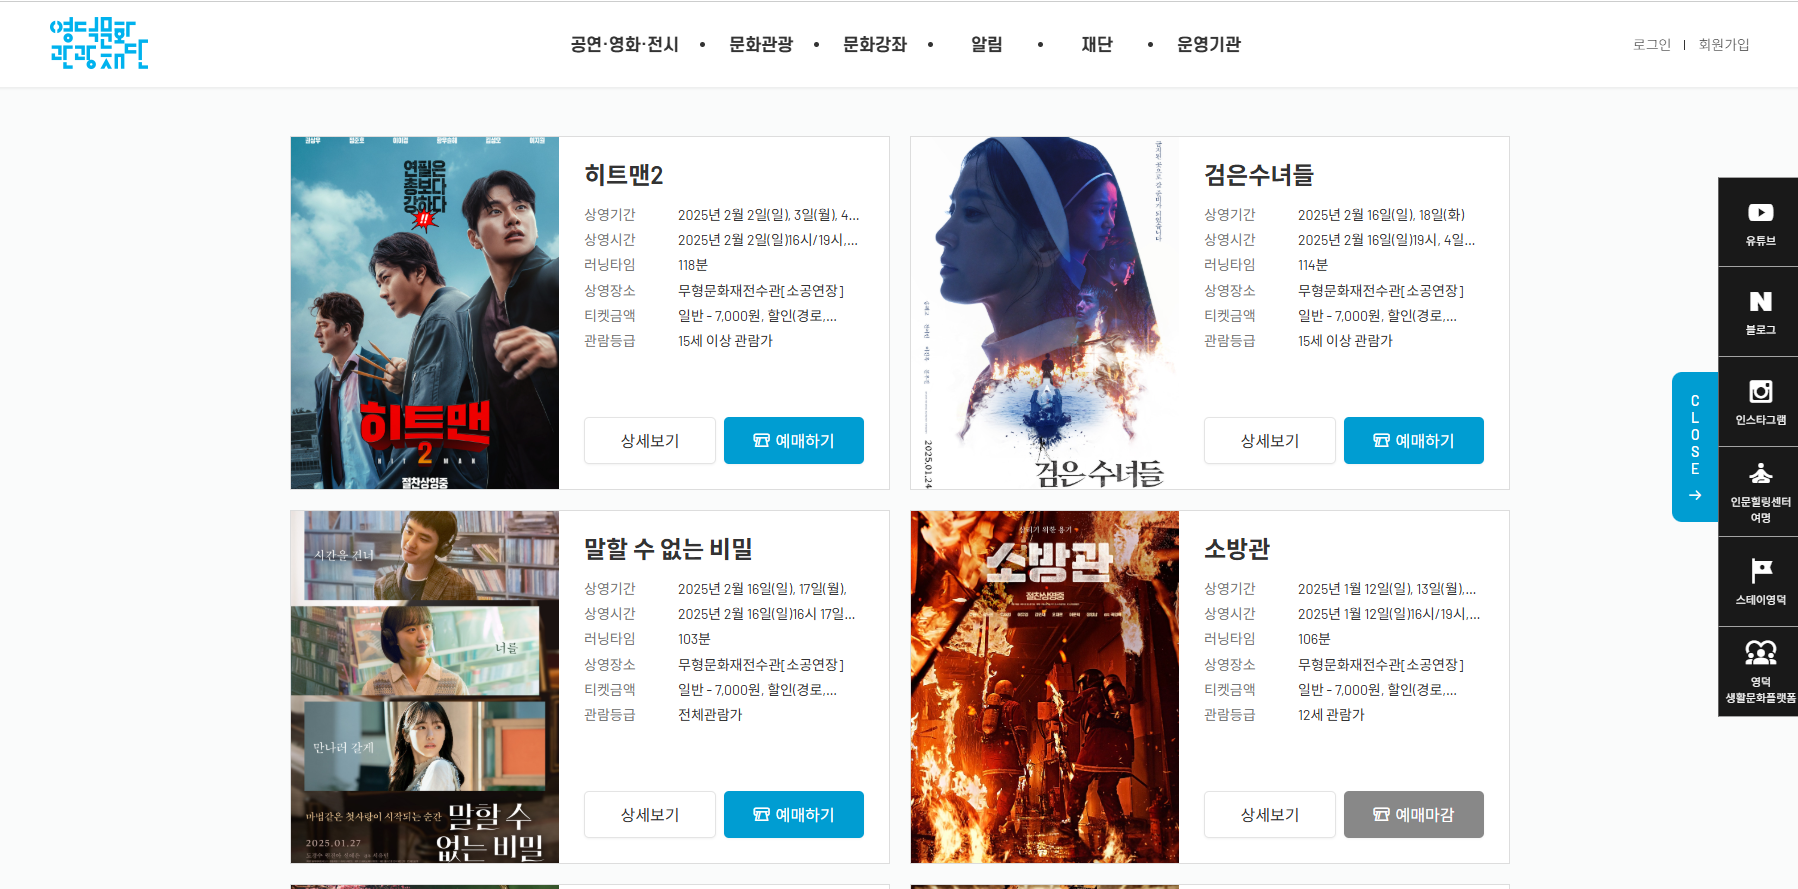 영덕문화
관광재단
공연·영화·전시 • 문화관광 • 문화강좌 • 알림 • 재단 • 운영기관
로그인 | 회원가입
연필은
총보다
강하다
!!
히트맨
2
HIT MAN
절찬상영중
히트맨2
상영기간 2025년 2월 2일(일), 3일(월), 4...
상영시간 2025년 2월 2일(일)16시/19시,...
러닝타임 118분
상영장소 무형문화재전수관[소공연장]
티켓금액 일반 - 7,000원, 할인(경로,...
관람등급 15세 이상 관람가
상세보기 예매하기
2025.01.24
검은 수녀들
검은수녀들
상영기간 2025년 2월 16일(일), 18일(화)
상영시간 2025년 2월 16일(일)19시, 4일...
러닝타임 114분
상영장소 무형문화재전수관[소공연장]
티켓금액 일반 - 7,000원, 할인(경로,...
관람등급 15세 이상 관람가
상세보기 예매하기
시간을 건너
너를
만나러 갈게
마법같은 첫사랑이 시작되는 순간
말할 수
없는 비밀
2025.01.27
말할 수 없는 비밀
상영기간 2025년 2월 16일(일), 17일(월),
상영시간 2025년 2월 16일(일)16시 17일...
러닝타임 103분
상영장소 무형문화재전수관[소공연장]
티켓금액 일반 - 7,000원, 할인(경로,...
관람등급 전체관람가
상세보기 예매하기
소방관
절찬상영중
소방관
상영기간 2025년 1월 12일(일), 13일(월),...
상영시간 2025년 1월 12일(일)16시/19시,...
러닝타임 106분
상영장소 무형문화재전수관[소공연장]
티켓금액 일반 - 7,000원, 할인(경로,...
관람등급 12세 관람가
상세보기 예매마감
CLOSE
유튜브
블로그
인스타그램
인문힐링센터
여명
스테이영덕
영덕
생활문화플랫폼